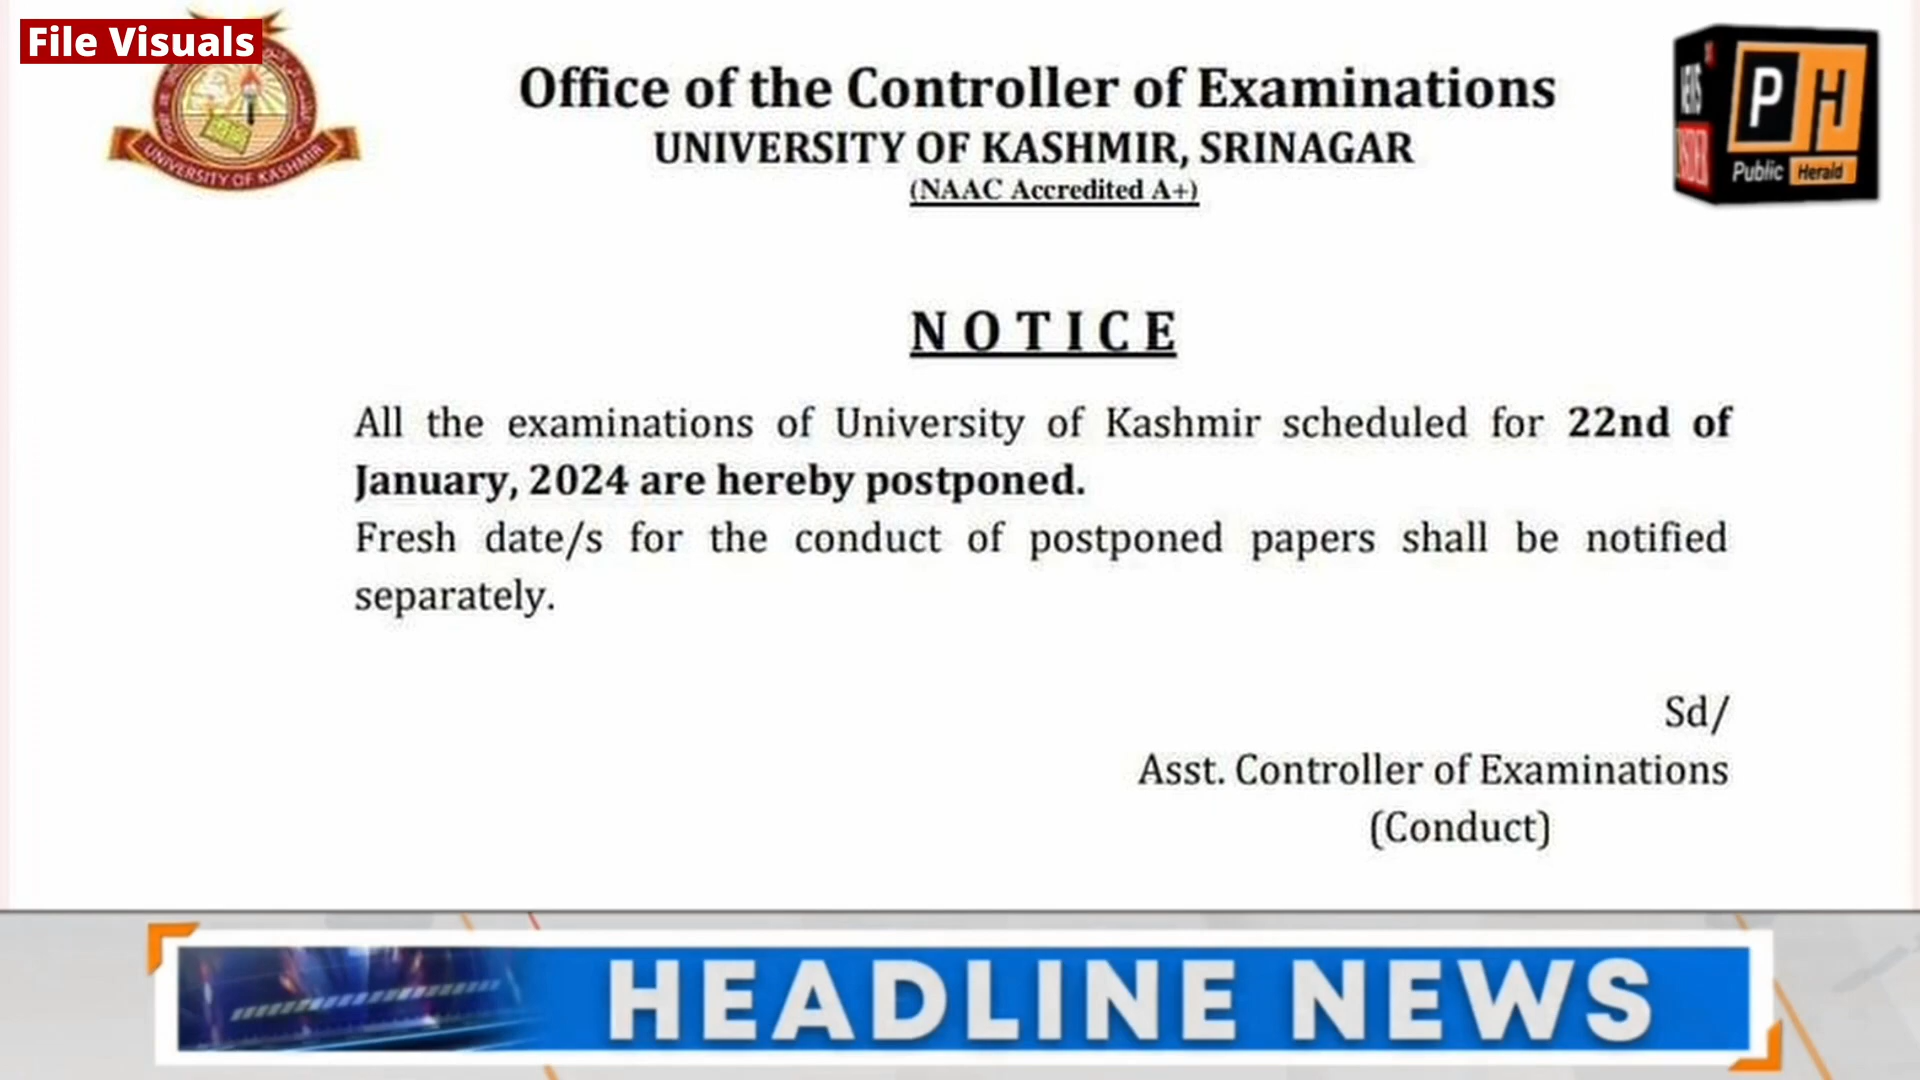 File Visuals
UNIVERSITY OF KASHMIR
Office of the Controller of Examinations
UNIVERSITY OF KASHMIR, SRINAGAR
(NAAC Accredited A+)
NEWS
P H
Public Herald
NOTICE
All the examinations of University of Kashmir scheduled for 22nd of
January, 2024 are hereby postponed.
Fresh date/s for the conduct of postponed papers shall be notified
separately.
Sd/
Asst. Controller of Examinations
(Conduct)
HEADLINE NEWS